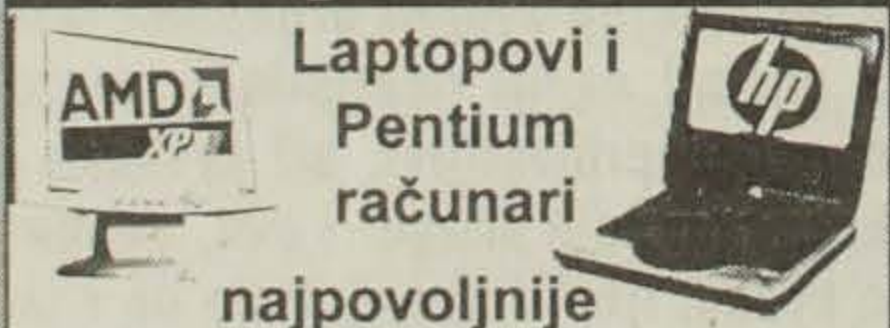 AMD
XP
Laptopovi i
Pentium
računari
najpovoljnije
hp